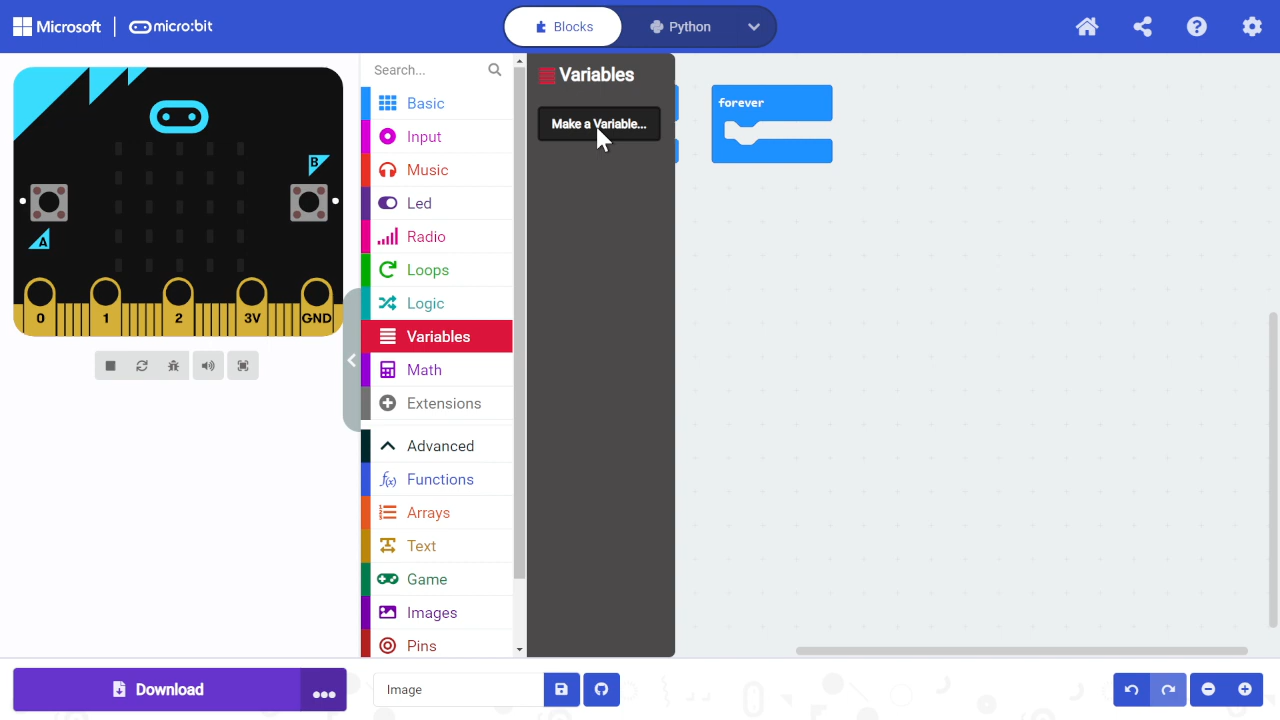 Microsoft
micro:bit
Blocks
Python
Search...
Basic
Input
Music
Led
Radio
Loops
Logic
Variables
Math
Extensions
Advanced
Functions
Arrays
Text
Game
Images
Pins
Variables
Make a Variable...
forever
B
A
0
1
2
3V
GND
Download
Image